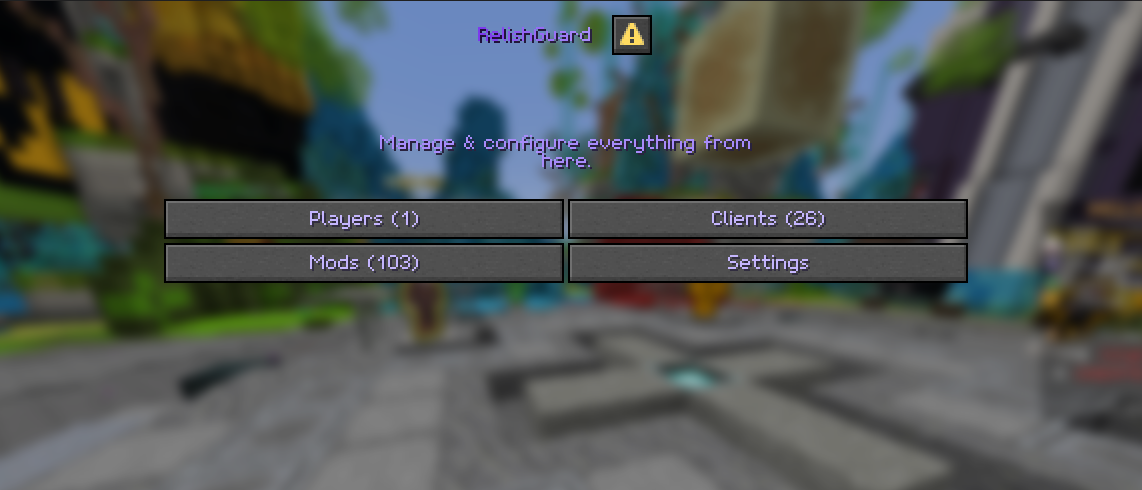 RelishGuard
Manage & configure everything from
here.
Players (1)
Clients (26)
Mods (103)
Settings